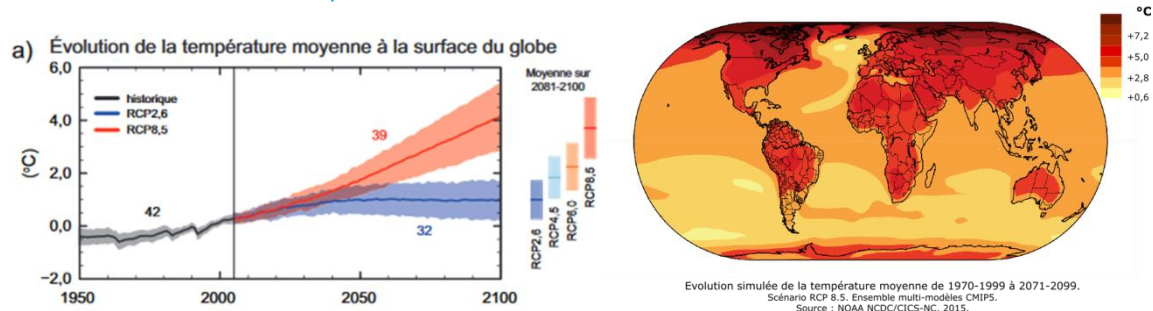 a) Évolution de la température moyenne à la surface du globe
6,0
4,0
2,0
0,0
−2,0
(°C)
1950
2000
2050
2100
historique
RCP2,6
RCP8,5
42
39
32
Moyenne sur
2081-2100
RCP2,6
RCP4,5
RCP6,0
RCP8,5
°C
+7,2
+5,0
+2,8
+0,6
Evolution simulée de la température moyenne de 1970-1999 à 2071-2099.
Scénario RCP 8.5. Ensemble multi-modèles CMIP5.
Source : NOAA NCDC/CICS-NC, 2015.